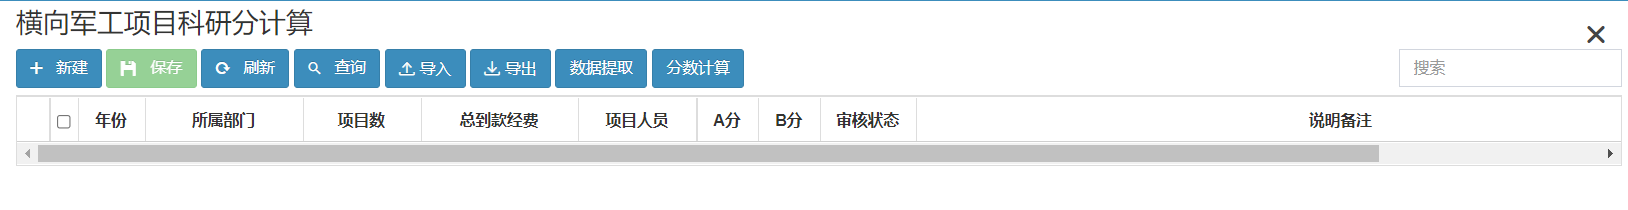 横向军工项目科研分计算
新建 保存 刷新 查询 导入 导出 数据提取 分数计算 搜索
年份 所属部门 项目数 总到款经费 项目人员 A分 B分 审核状态 说明备注